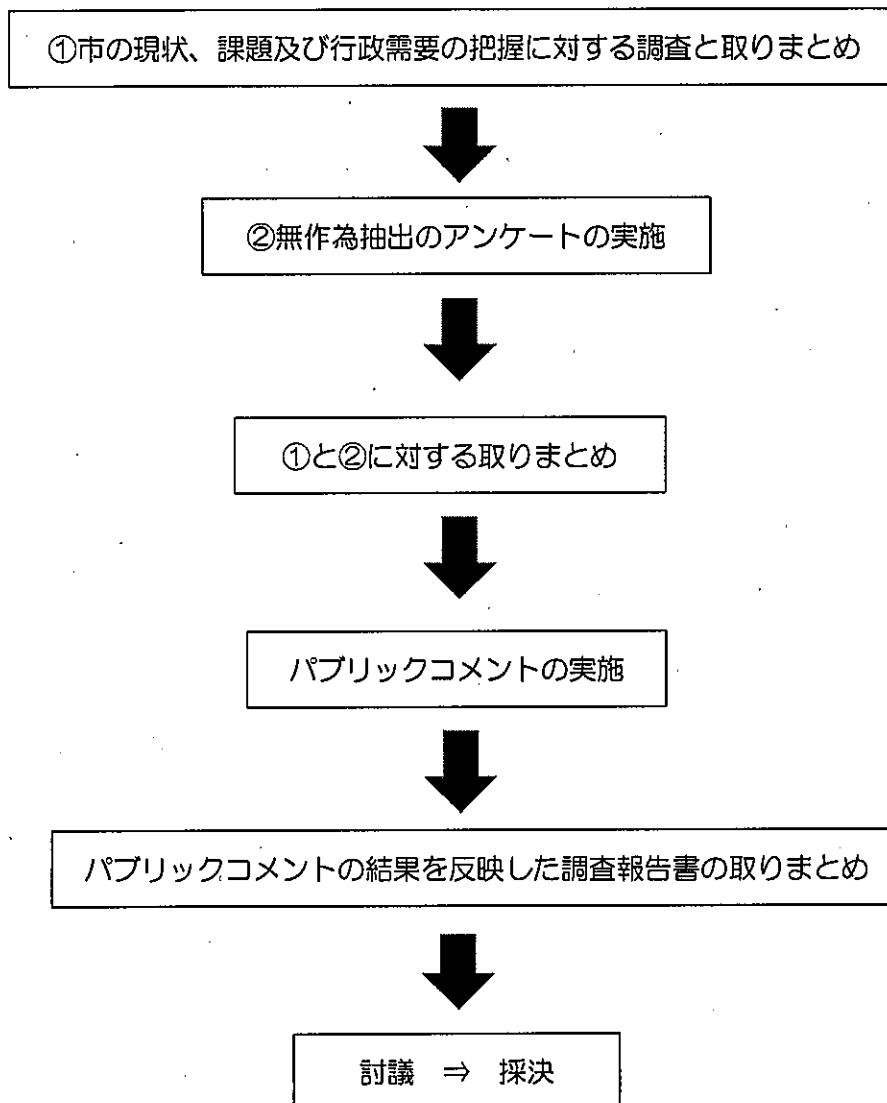 ①市の現状、課題及び行政需要の把握に対する調査と取りまとめ
②無作為抽出のアンケートの実施
①と②に対する取りまとめ
パブリックコメントの実施
パブリックコメントの結果を反映した調査報告書の取りまとめ
討議 ⇒ 採決